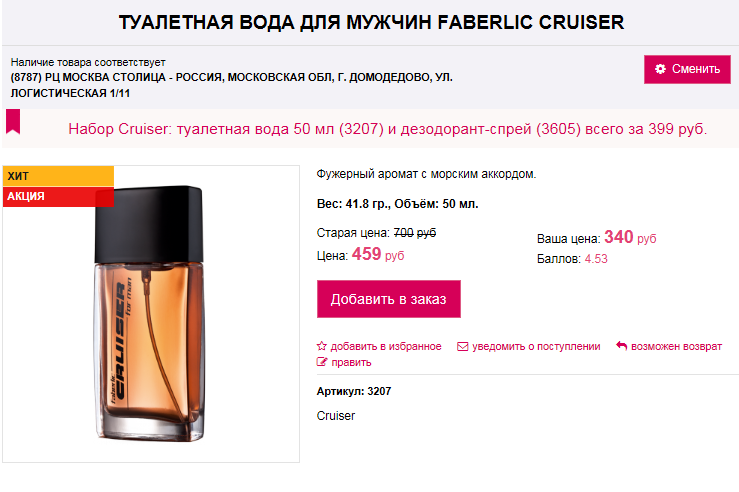 ТУАЛЕТНАЯ ВОДА ДЛЯ МУЖЧИН FABERLIC CRUISER
Наличие товара соответствует
(8787) РЦ МОСКВА СТОЛИЦА - РОССИЯ, МОСКОВСКАЯ ОБЛ, Г. ДОМОДЕДОВО, УЛ.
ЛОГИСТИЧЕСКАЯ 1/11
Сменить
Набор Cruiser: туалетная вода 50 мл (3207) и дезодорант-спрей (3605) всего за 399 руб.
ХИТ
АКЦИЯ
faberlic
CRUISER
for man
Фужерный аромат с морским аккордом.
Вес: 41.8 гр., Объём: 50 мл.
Старая цена: 700 руб
Цена: 459 руб
Ваша цена: 340 руб
Баллов: 4.53
Добавить в заказ
добавить в избранное
уведомить о поступлении
возможен возврат
править
Артикул: 3207
Cruiser